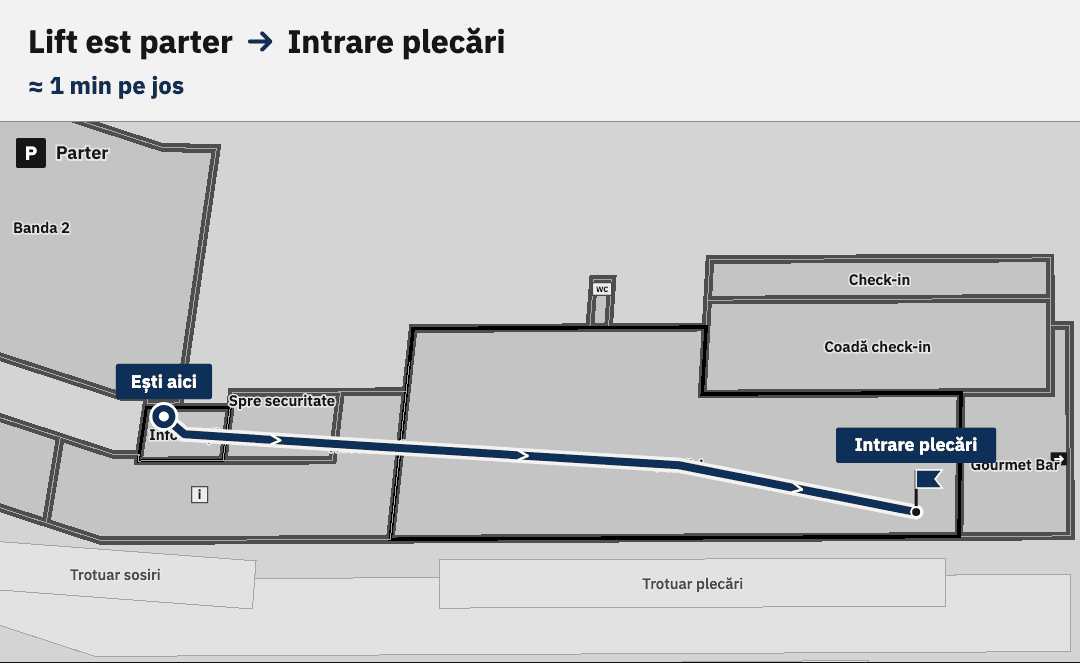 Lift est parter → Intrare plecări
≈ 1 min pe jos
P Parter
Banda 2
Check-in
wc
Coadă check-in
Ești aici
Spre securitate
Intrare plecări
Gourmet Bar
i
Trotuar sosiri
Trotuar plecări